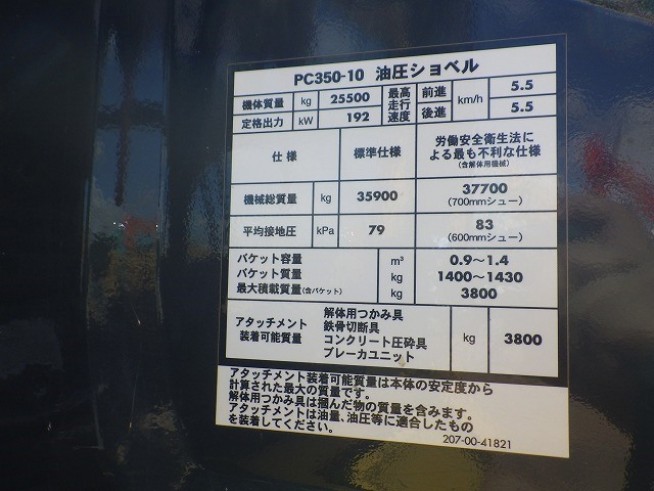 PC350-10 油圧ショベル
機体質量 kg 25500 最高走行速度 前進 km/h 5.5
定格出力 kW 192 後進 5.5
仕様 標準仕様 労働安全衛生法による最も不利な仕様 (含解体用機械)
機械総質量 kg 35900 37700 (700mmシュー)
平均接地圧 kPa 79 83 (600mmシュー)
バケット容量 m³ 0.9～1.4
バケット質量 kg 1400～1430
最大積載質量(含バケット) kg 3800
アタッチメント装着可能質量 解体用つかみ具 kg 3800
鉄骨切断具
コンクリート圧砕具
ブレーカユニット
アタッチメント装着可能質量は本体の安定度から
計算された最大の質量です。
解体用つかみ具は掴んだ物の質量を含みます。
アタッチメントは油量、油圧等に適合したもの
を装着してください。
207-00-41821